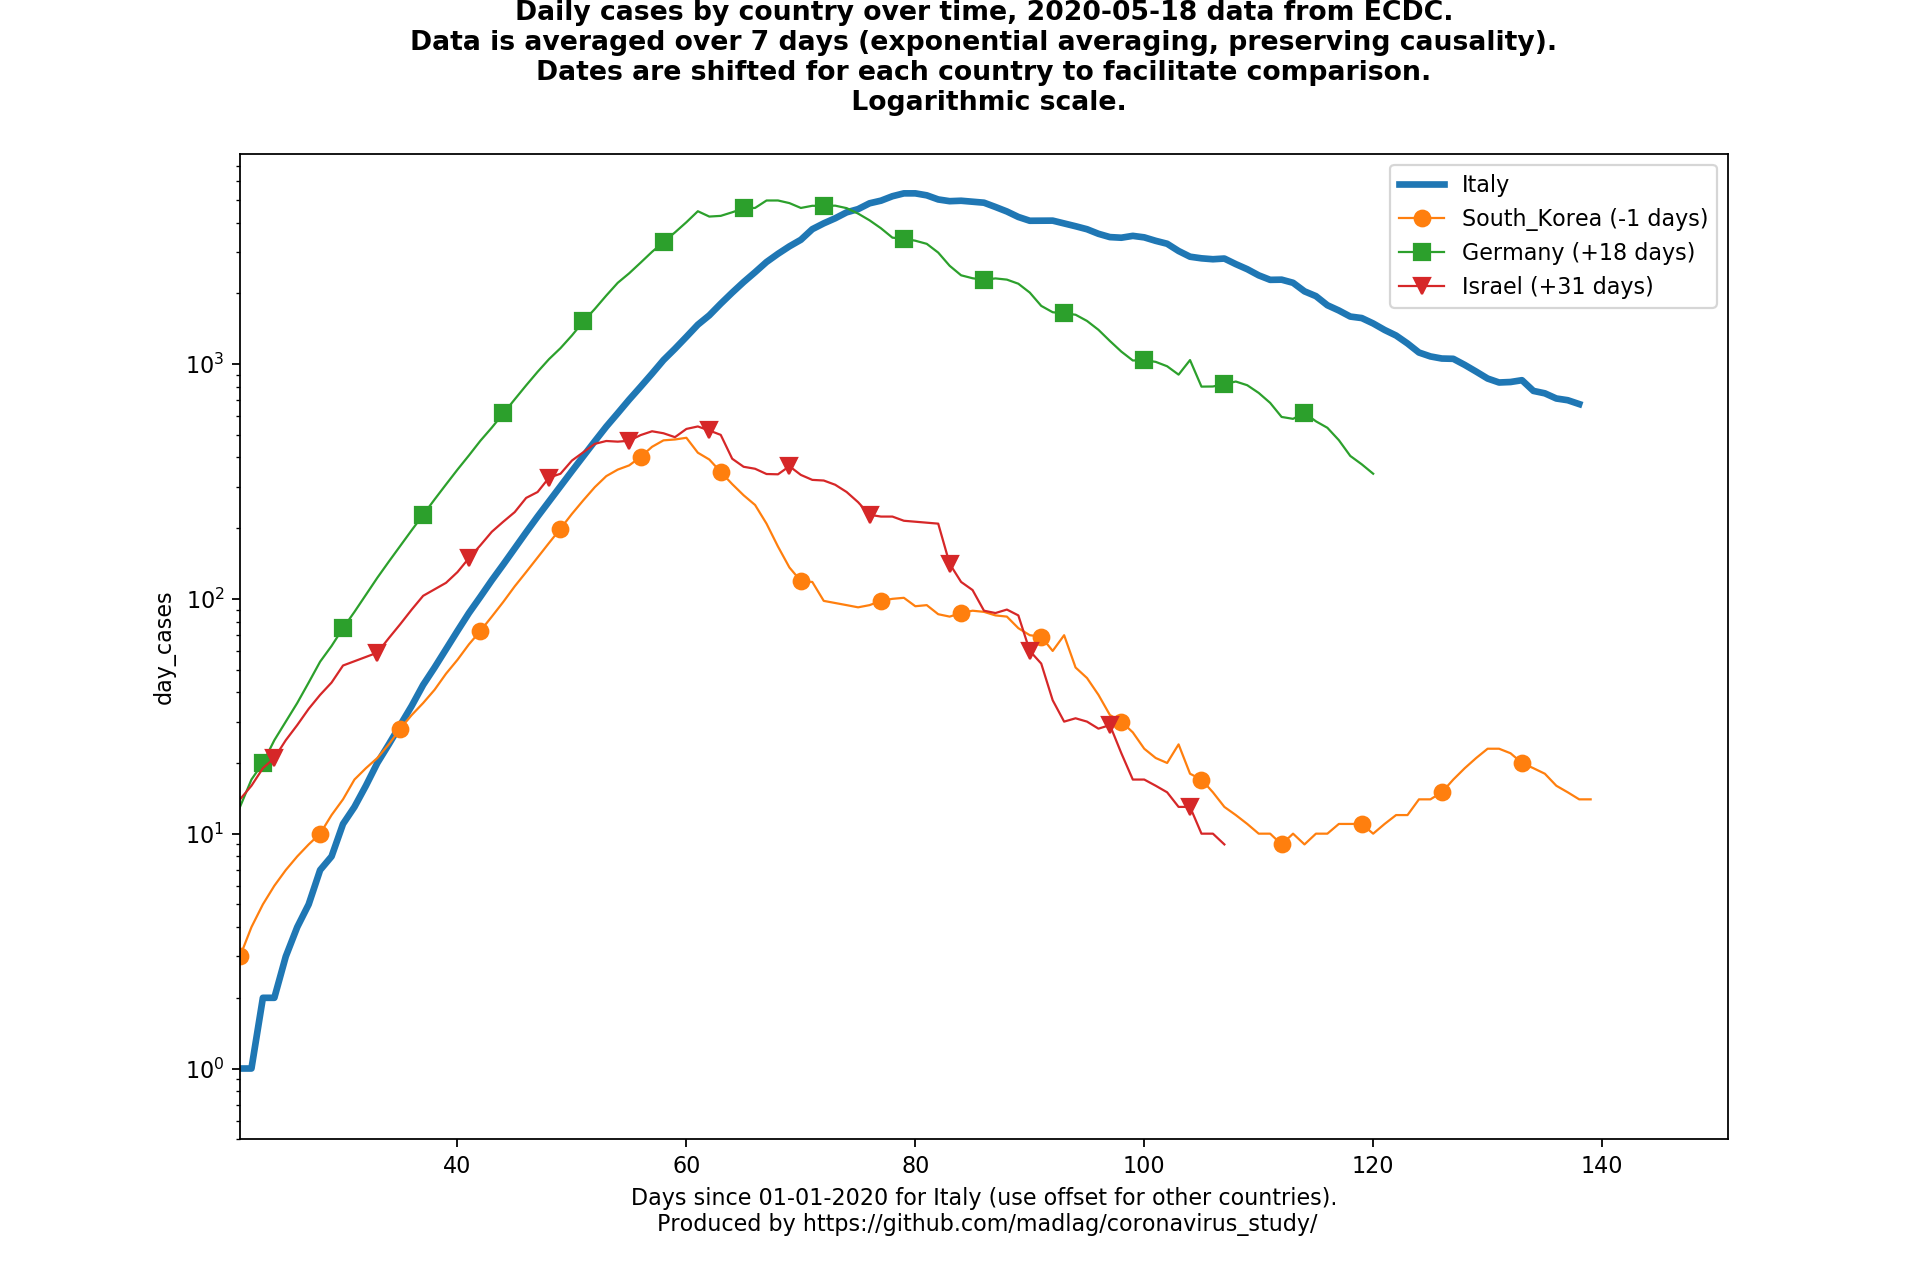 Daily cases by country over time, 2020-05-18 data from ECDC.
Data is averaged over 7 days (exponential averaging, preserving causality).
Dates are shifted for each country to facilitate comparison.
Logarithmic scale.
Italy
South_Korea (-1 days)
Germany (+18 days)
Israel (+31 days)
day_cases
10³
10²
10¹
10⁰
40 60 80 100 120 140
Days since 01-01-2020 for Italy (use offset for other countries).
Produced by https://github.com/madlag/coronavirus_study/